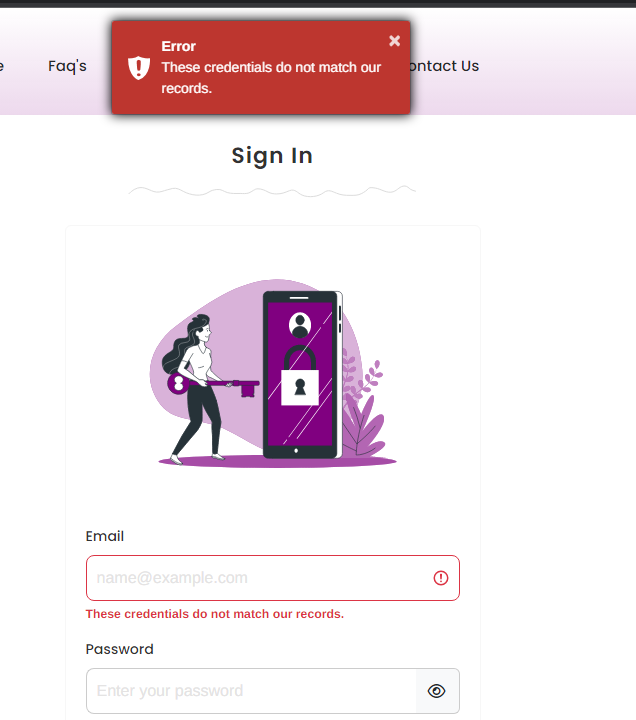 Error
These credentials do not match our
records.
Faq's
ontact Us
Sign In
Email
name@example.com
These credentials do not match our records.
Password
Enter your password